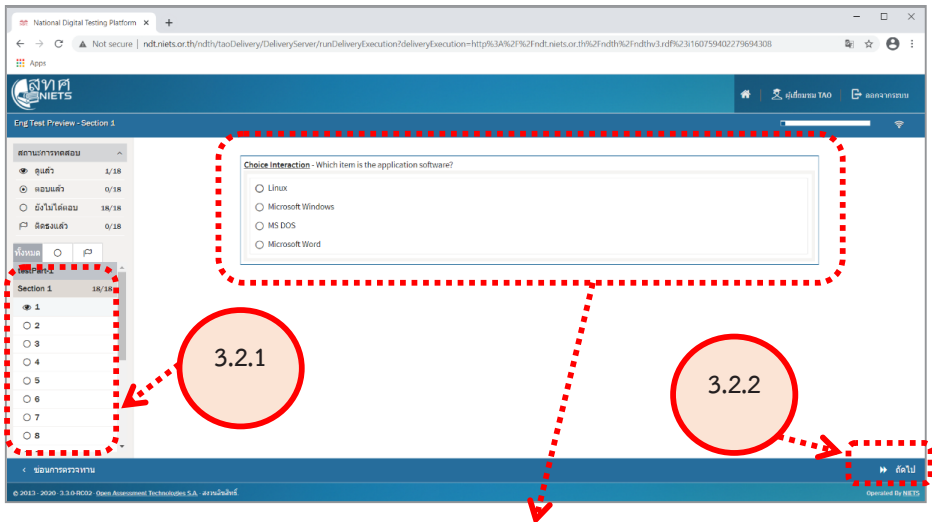 National Digital Testing Platform
Not secure | ndt.niets.or.th/ndth/taoDelivery/DeliveryServer/runDeliveryExecution?deliveryExecution=http%3A%2F%2Fndt.niets.or.th%2Fndth%2Fndthv3.rdf%23i160759402279694308
Apps
สทศ
NIETS
ผู้เยี่ยมชม TAO
ออกจากระบบ
Eng Test Preview - Section 1
สถานะการทดสอบ
ดูแล้ว 1/18
ตอบแล้ว 0/18
ยังไม่ได้ตอบ 18/18
ติดธงแล้ว 0/18
ทั้งหมด
testPart-1
Section 1 18/18
1
2
3
4
5
6
7
8
Choice Interaction - Which item is the application software?
Linux
Microsoft Windows
MS DOS
Microsoft Word
3.2.1
3.2.2
ซ่อนการตรวจทาน
ถัดไป
© 2013 - 2020 · 3.3.0-RC02 · Open Assessment Technologies S.A. · สงวนลิขสิทธิ์
Operated By NIETS